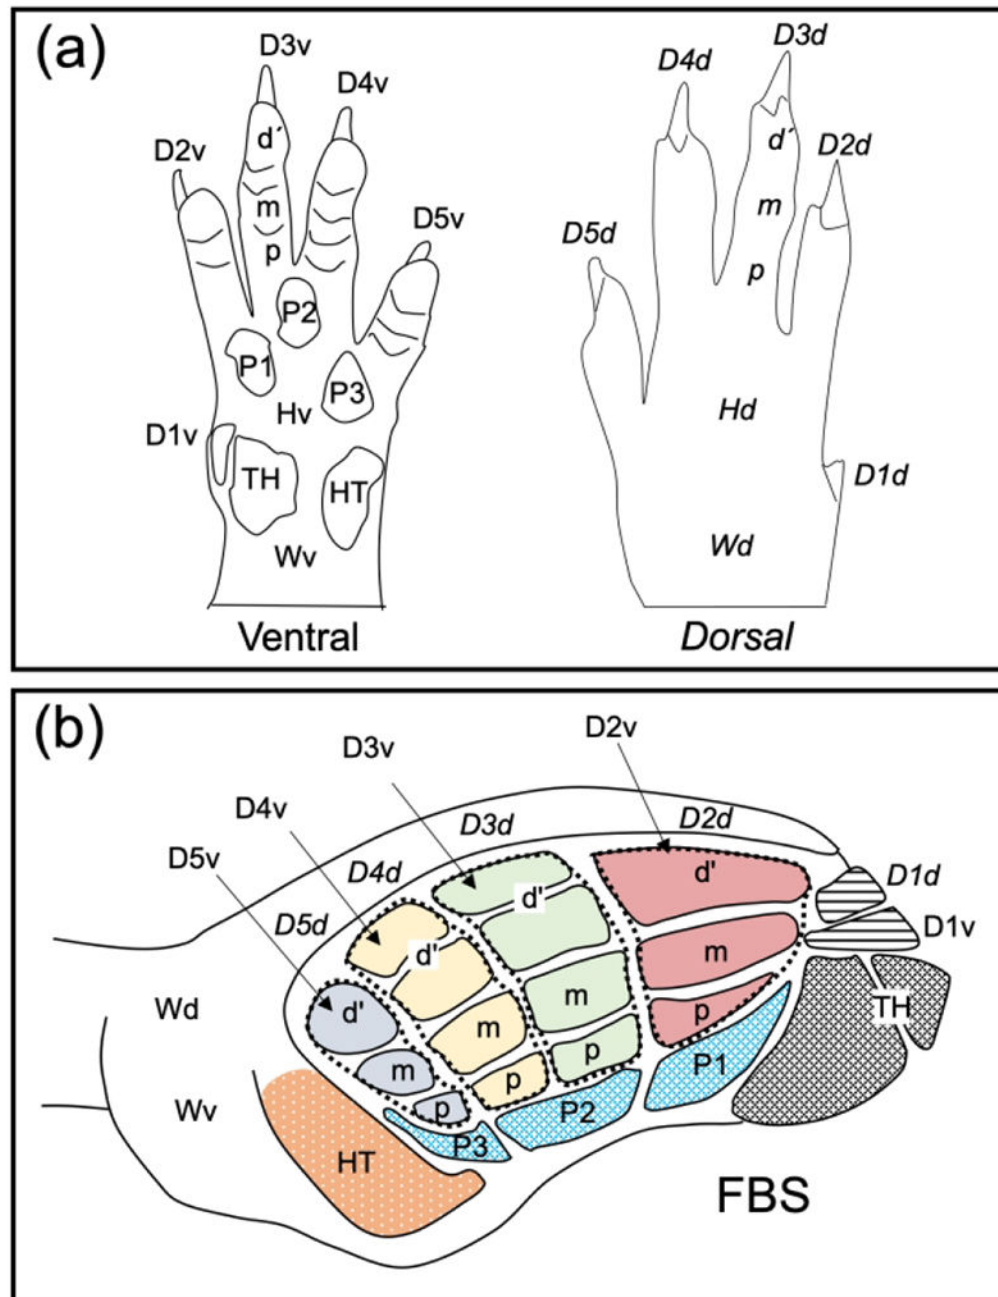 (a)
D3v
D4v
D2v
D5v
d´
m
p
P2
P1
P3
Hv
D1v
TH
HT
Wv
Ventral
D3d
D4d
D2d
D5d
d´
m
p
Hd
D1d
Wd
Dorsal
(b)
D2v
D3v
D4v
D5v
D2d
D3d
D4d
D5d
D1d
D1v
d'
d'
d'
d'
m
m
m
m
p
p
p
p
TH
P1
P2
P3
HT
Wd
Wv
FBS